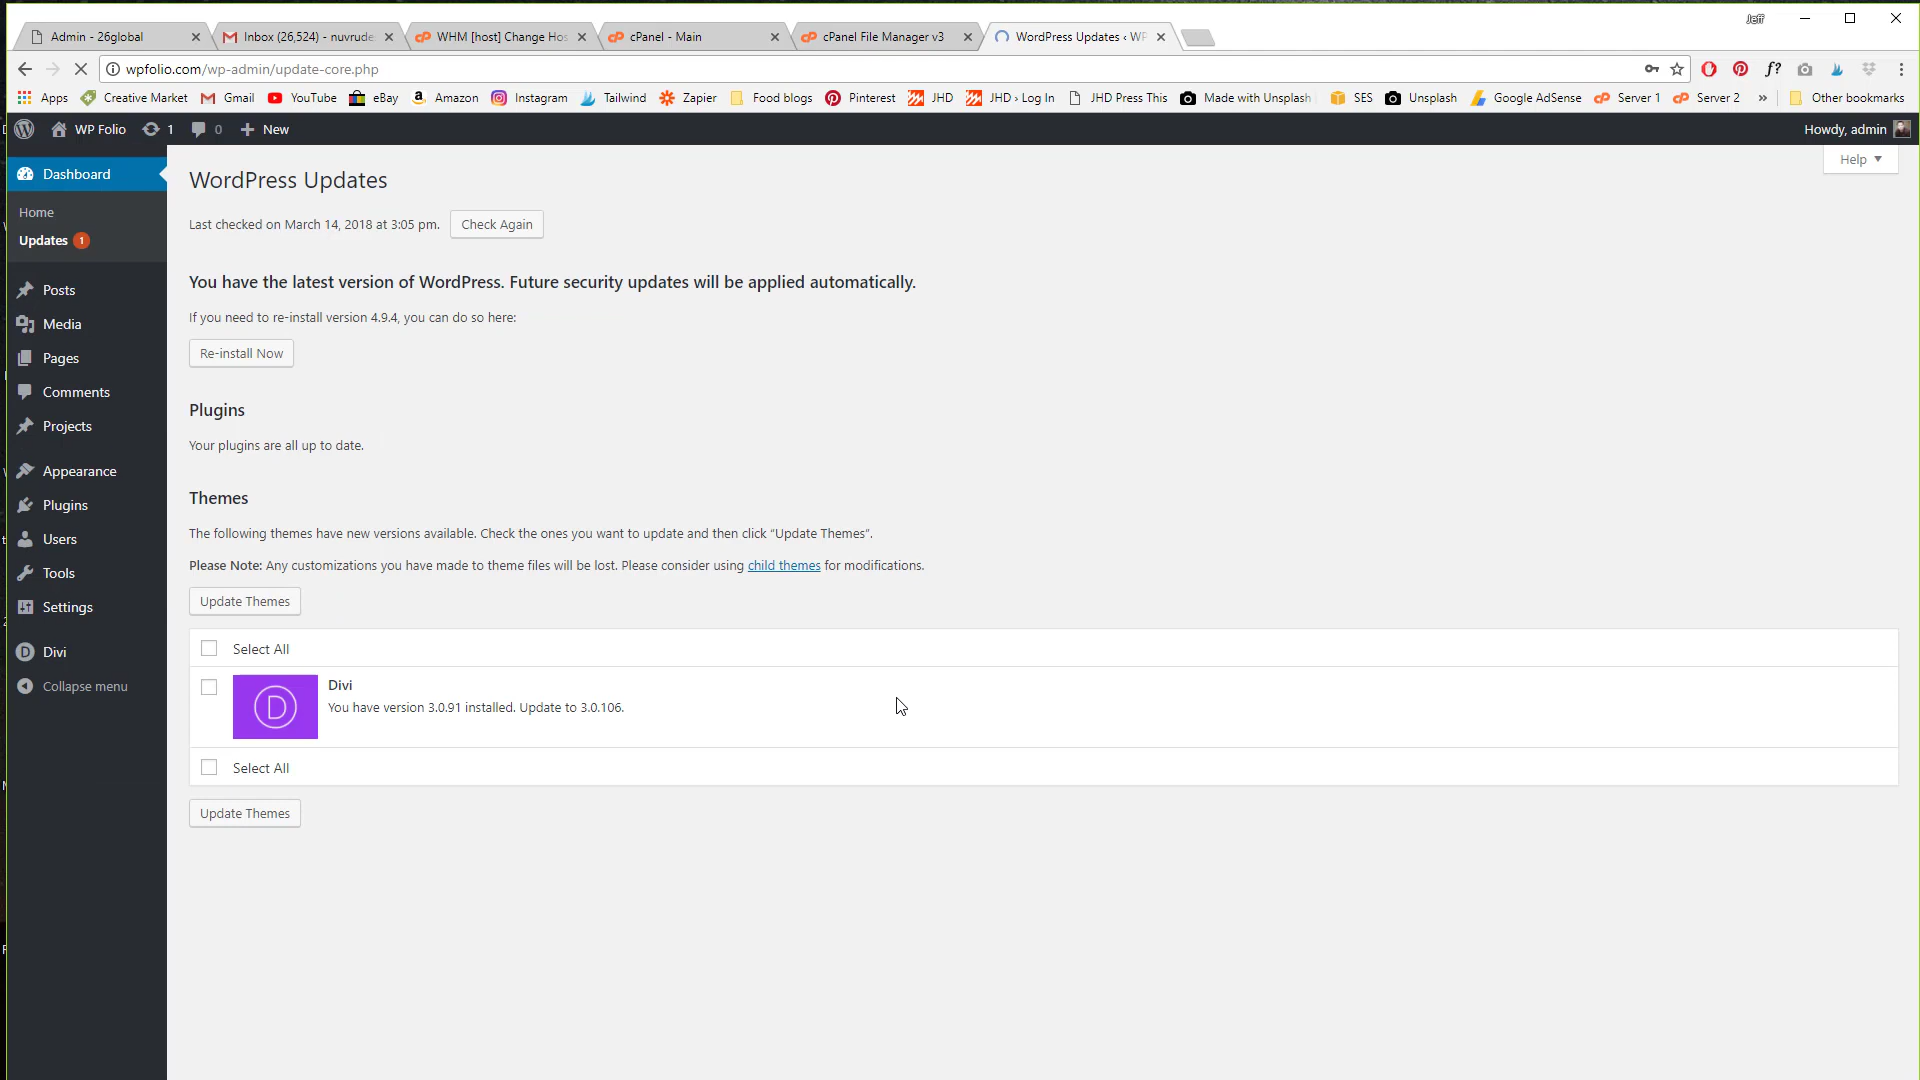 Jeff
Admin - 26global
Inbox (26,524) - nuvrude
WHM [host] Change Hos
cPanel - Main
cPanel File Manager v3
WordPress Updates ‹ WP
wpfolio.com/wp-admin/update-core.php
f?
Apps
Creative Market
Gmail
YouTube
eBay
Amazon
Instagram
Tailwind
Zapier
Food blogs
Pinterest
JHD
JHD › Log In
JHD Press This
Made with Unsplash
SES
Unsplash
Google AdSense
Server 1
Server 2
»
Other bookmarks
WP Folio
1
0
New
Howdy, admin
Help
Dashboard
Home
Updates 1
Posts
Media
Pages
Comments
Projects
Appearance
Plugins
Users
Tools
Settings
Divi
Collapse menu
WordPress Updates
Last checked on March 14, 2018 at 3:05 pm. Check Again
You have the latest version of WordPress. Future security updates will be applied automatically.
If you need to re-install version 4.9.4, you can do so here:
Re-install Now
Plugins
Your plugins are all up to date.
Themes
The following themes have new versions available. Check the ones you want to update and then click “Update Themes”.
Please Note: Any customizations you have made to theme files will be lost. Please consider using child themes for modifications.
Update Themes
Select All
D
Divi
You have version 3.0.91 installed. Update to 3.0.106.
Select All
Update Themes